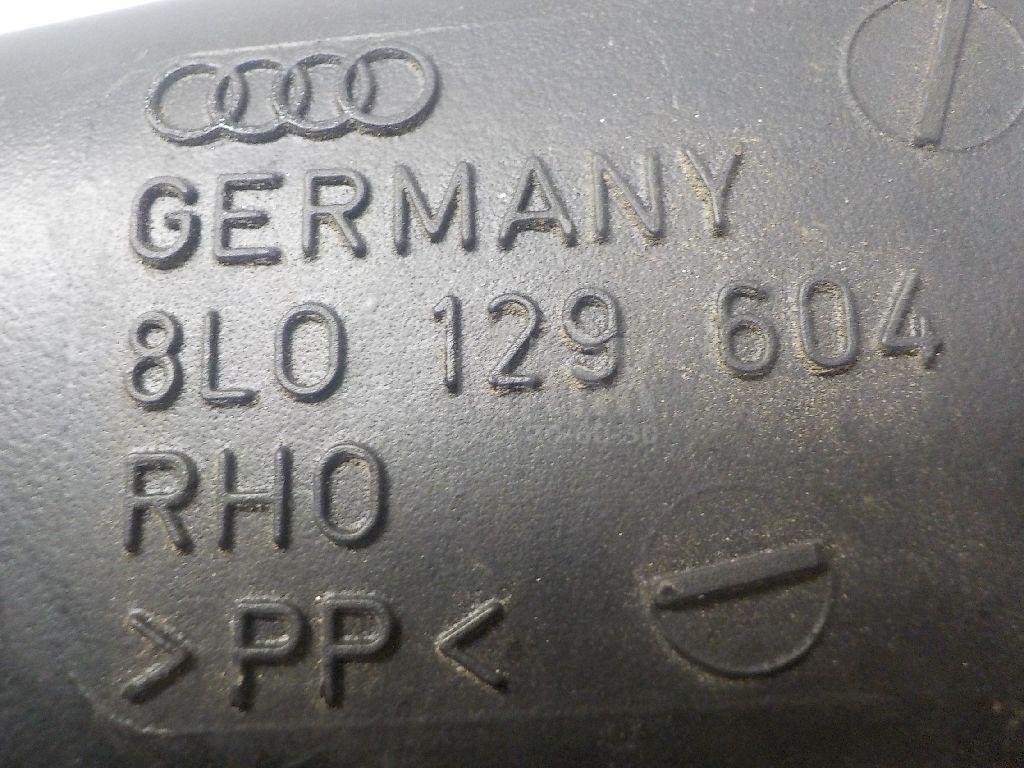 GERMANY
8L0 129 604
RHO
>PP<